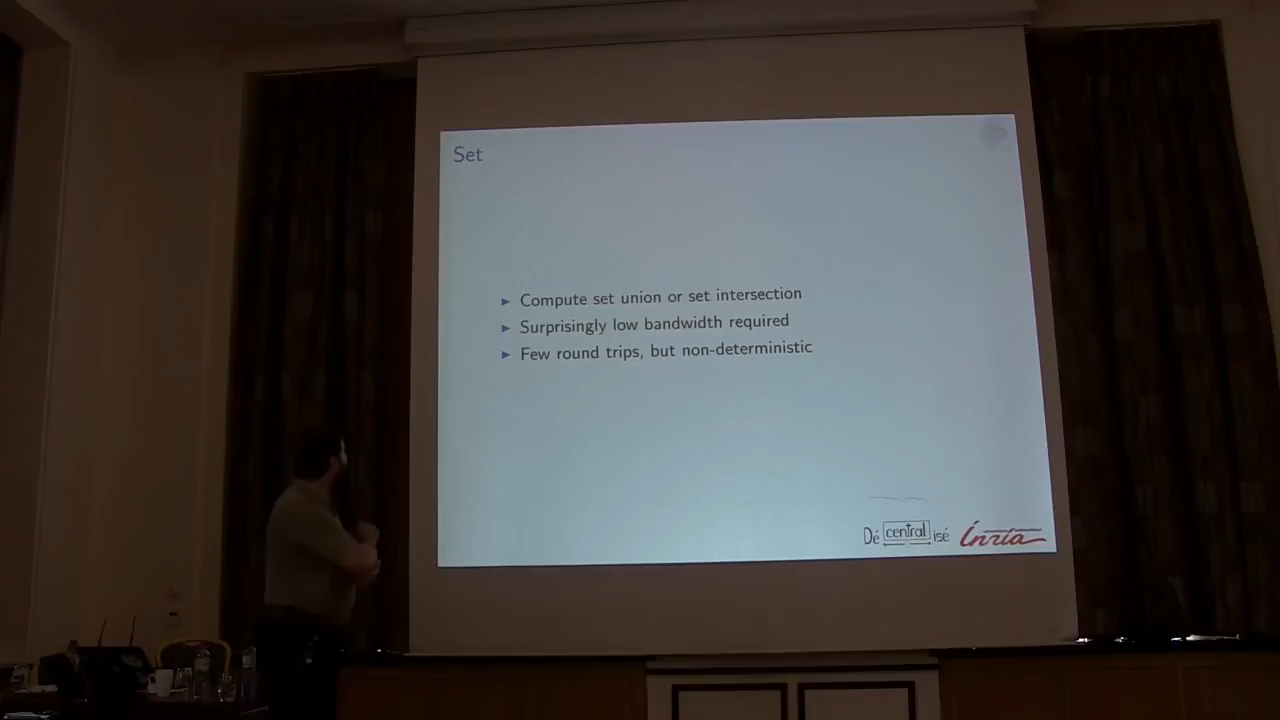 Set
▶ Compute set union or set intersection
▶ Surprisingly low bandwidth required
▶ Few round trips, but non-deterministic
Dé central isé Inria